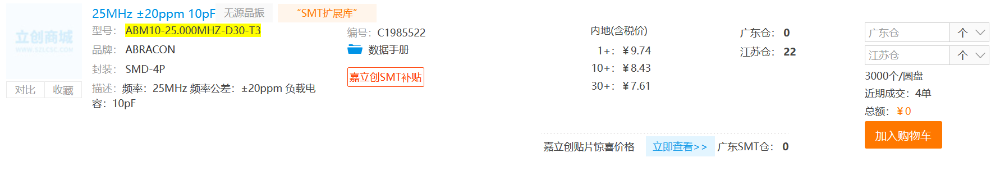 立创商城
WWW.SZLCSC.COM
对比 收藏
25MHz ±20ppm 10pF 无源晶振 “SMT扩展库”
型号： ABM10-25.000MHZ-D30-T3
品牌： ABRACON
封装： SMD-4P
描述： 频率：25MHz 频率公差：±20ppm 负载电
容：10pF
编号： C1985522
数据手册
嘉立创SMT补贴
内地(含税价)
1+: ¥9.74
10+: ¥8.43
30+: ¥7.61
广东仓： 0
江苏仓： 22
嘉立创贴片惊喜价格 立即查看>> 广东SMT仓： 0
广东仓 个
江苏仓 个
3000个/圆盘
近期成交：4单
总额：¥0
加入购物车